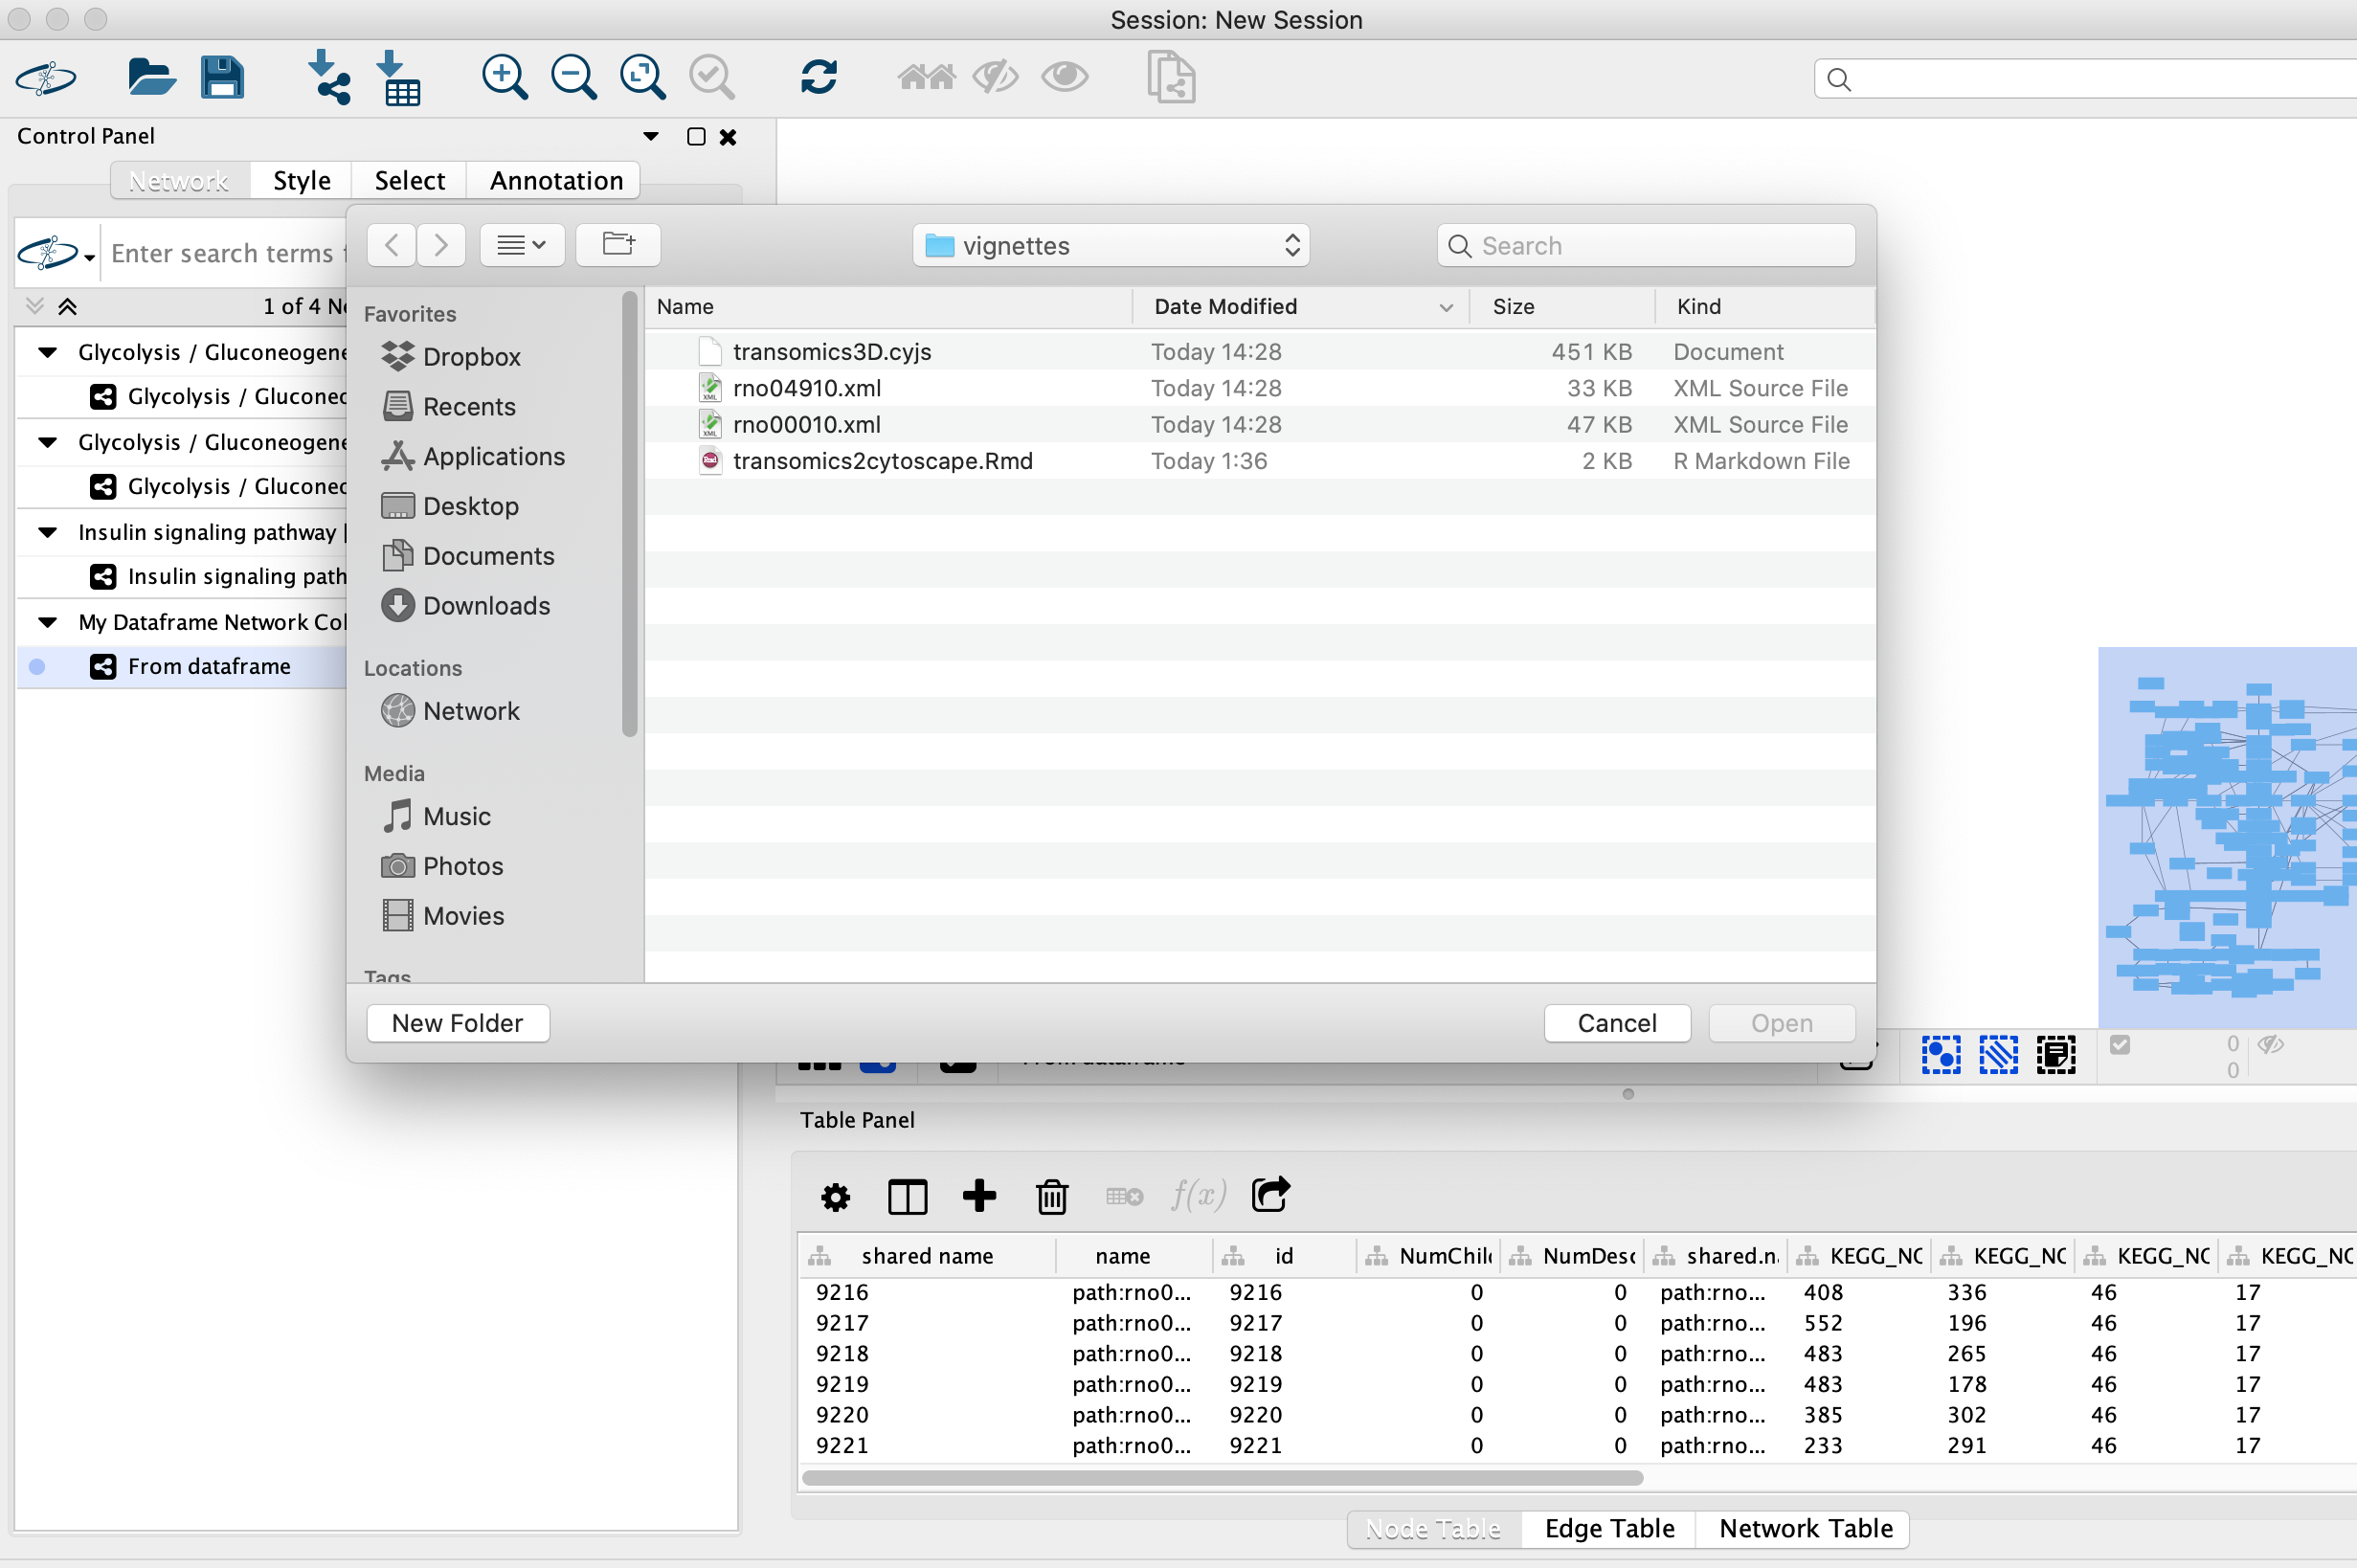 Session: New Session
Control Panel
Network Style Select Annotation
Enter search terms f
1 of 4 Ne
Glycolysis / Gluconeogene
Glycolysis / Gluconeo
Glycolysis / Gluconeogene
Glycolysis / Gluconeo
Insulin signaling pathway |
Insulin signaling path
My Dataframe Network Col
From dataframe
vignettes
Search
Favorites
Dropbox
Recents
Applications
Desktop
Documents
Downloads
Locations
Network
Media
Music
Photos
Movies
Tags
Name Date Modified Size Kind
transomics3D.cyjs Today 14:28 451 KB Document
rno04910.xml Today 14:28 33 KB XML Source File
rno00010.xml Today 14:28 47 KB XML Source File
transomics2cytoscape.Rmd Today 1:36 2 KB R Markdown File
New Folder Cancel Open
From dataframe
0
0
Table Panel
f(x)
shared name name id NumChil NumDesc shared.n KEGG_NO KEGG_NO KEGG_NO KEGG_NO
9216 path:rno0... 9216 0 0 path:rno... 408 336 46 17
9217 path:rno0... 9217 0 0 path:rno... 552 196 46 17
9218 path:rno0... 9218 0 0 path:rno... 483 265 46 17
9219 path:rno0... 9219 0 0 path:rno... 483 178 46 17
9220 path:rno0... 9220 0 0 path:rno... 385 302 46 17
9221 path:rno0... 9221 0 0 path:rno... 233 291 46 17
Node Table Edge Table Network Table